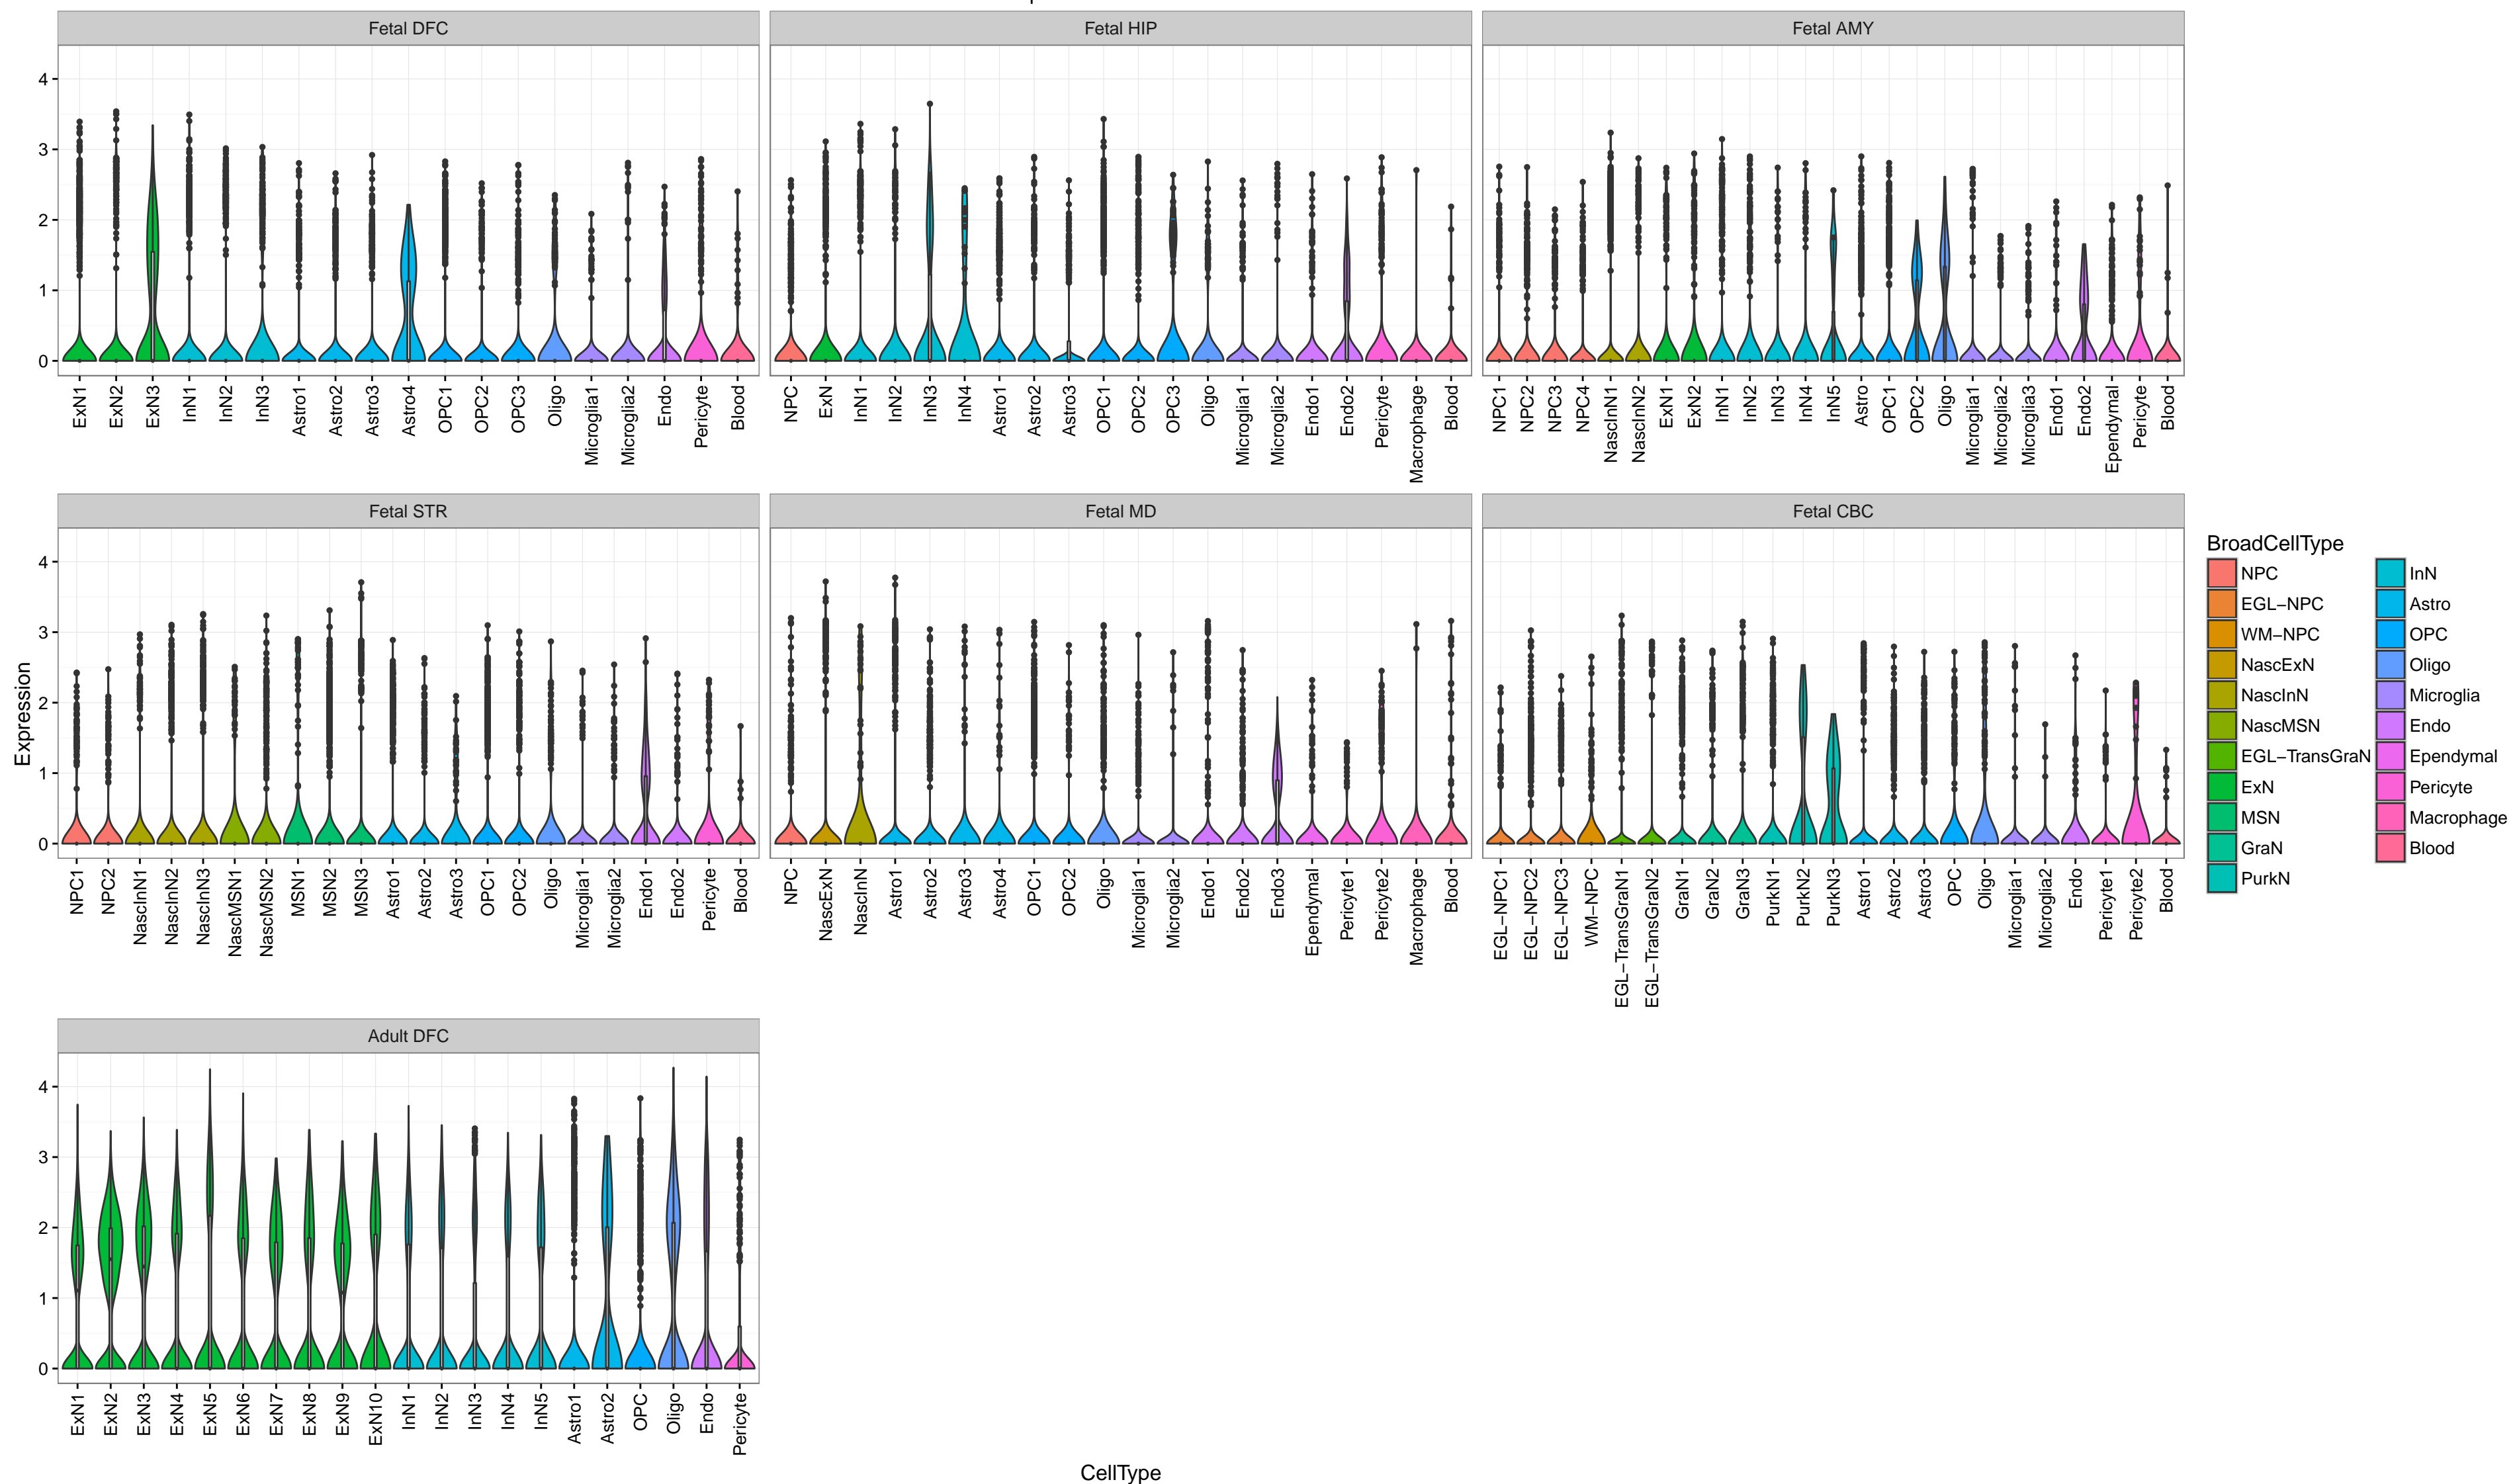 Fetal DFC Fetal HIP Fetal AMY
4
3
2
1
0
ExN1 ExN2 ExN3 InN1 InN2 InN3 Astro1 Astro2 Astro3 Astro4 OPC1 OPC2 OPC3 Oligo Microglia1 Microglia2 Endo Pericyte Blood
NPC ExN InN1 InN2 InN3 InN4 Astro1 Astro2 Astro3 OPC1 OPC2 OPC3 Oligo Microglia1 Microglia2 Endo1 Endo2 Pericyte Macrophage Blood
NPC1 NPC2 NPC3 NPC4 NascInN1 NascInN2 ExN1 ExN2 InN1 InN2 InN3 InN4 InN5 Astro OPC1 OPC2 Oligo Microglia1 Microglia2 Microglia3 Endo1 Endo2 Ependymal Pericyte Blood
Fetal STR Fetal MD Fetal CBC
Expression
4
3
2
1
0
NPC1 NPC2 NascInN1 NascInN2 NascInN3 NascMSN1 NascMSN2 MSN1 MSN2 MSN3 Astro1 Astro2 Astro3 OPC1 OPC2 Oligo Microglia1 Microglia2 Endo1 Endo2 Pericyte Blood
NPC NascExN NascInN Astro1 Astro2 Astro3 Astro4 OPC1 OPC2 Oligo Microglia1 Microglia2 Endo1 Endo2 Endo3 Ependymal Pericyte1 Pericyte2 Macrophage Blood
EGL−NPC1 EGL−NPC2 EGL−NPC3 WM−NPC EGL−TransGraN1 EGL−TransGraN2 GraN1 GraN2 GraN3 PurkN1 PurkN2 PurkN3 Astro1 Astro2 Astro3 OPC Oligo Microglia1 Microglia2 Endo Pericyte1 Pericyte2 Blood
BroadCellType
NPC InN
EGL−NPC Astro
WM−NPC OPC
NascExN Oligo
NascInN Microglia
NascMSN Endo
EGL−TransGraN Ependymal
ExN Pericyte
MSN Macrophage
GraN Blood
PurkN
Adult DFC
4
3
2
1
0
ExN1 ExN2 ExN3 ExN4 ExN5 ExN6 ExN7 ExN8 ExN9 ExN10 InN1 InN2 InN3 InN4 InN5 Astro1 Astro2 OPC Oligo Endo Pericyte
CellType